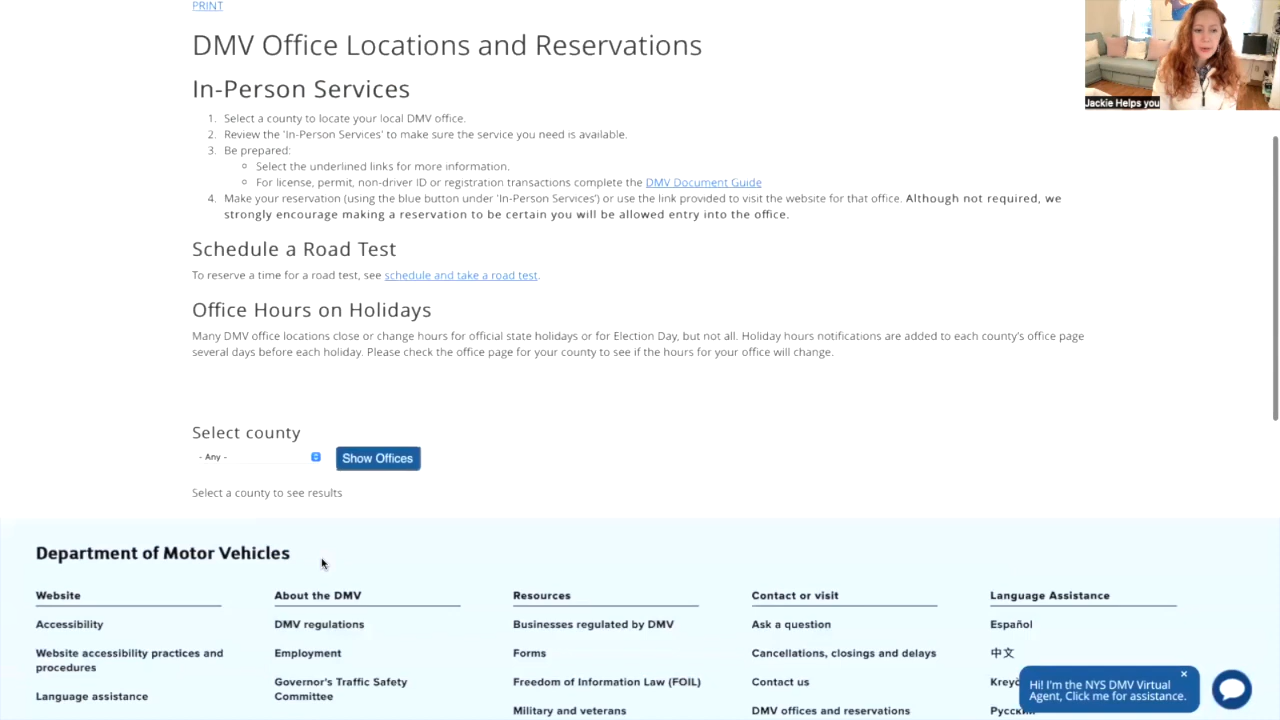 PRINT
DMV Office Locations and Reservations
In-Person Services
1. Select a county to locate your local DMV office.
2. Review the 'In-Person Services' to make sure the service you need is available.
3. Be prepared:
Select the underlined links for more information.
For license, permit, non-driver ID or registration transactions complete the DMV Document Guide
4. Make your reservation (using the blue button under 'In-Person Services') or use the link provided to visit the website for that office. Although not required, we
strongly encourage making a reservation to be certain you will be allowed entry into the office.
Schedule a Road Test
To reserve a time for a road test, see schedule and take a road test.
Office Hours on Holidays
Many DMV office locations close or change hours for official state holidays or for Election Day, but not all. Holiday hours notifications are added to each county's office page
several days before each holiday. Please check the office page for your county to see if the hours for your office will change.
Select county
- Any -
Show Offices
Select a county to see results
Department of Motor Vehicles
Website
Accessibility
Website accessibility practices and
procedures
Language assistance
About the DMV
DMV regulations
Employment
Governor's Traffic Safety
Committee
Resources
Businesses regulated by DMV
Forms
Freedom of Information Law (FOIL)
Military and veterans
Contact or visit
Ask a question
Cancellations, closings and delays
Contact us
DMV offices and reservations
Language Assistance
Español
中文
Hi! I'm the NYS DMV Virtual
Agent, Click me for assistance.
Jackie Helps you